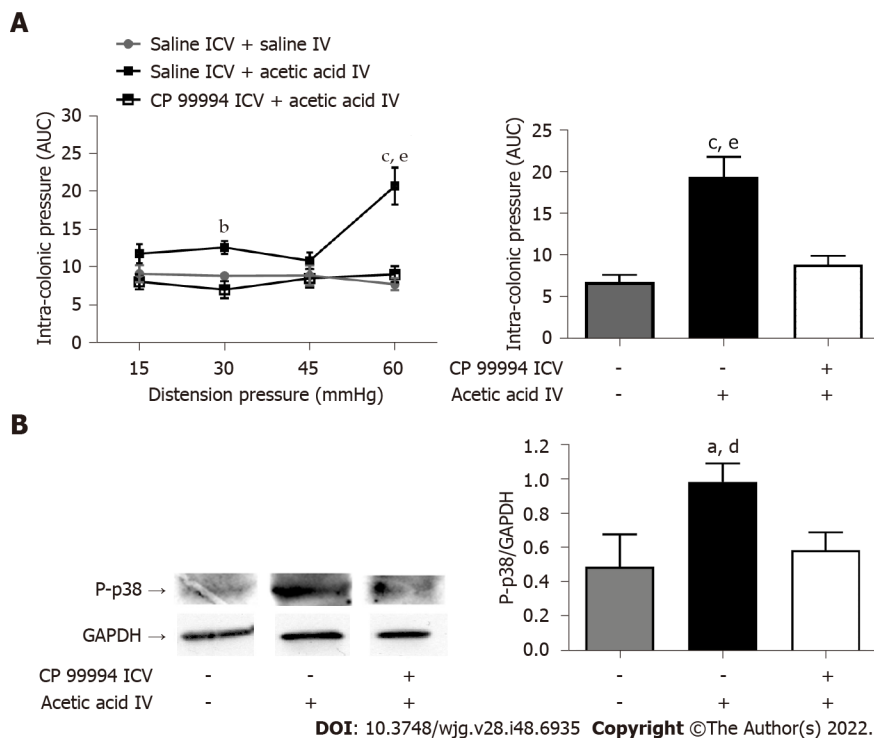 A
Saline ICV + saline IV
Saline ICV + acetic acid IV
CP 99994 ICV + acetic acid IV
Intra-colonic pressure (AUC)
30
25
20
15
10
5
0
b
c, e
15 30 45 60
Distension pressure (mmHg)
Intra-colonic pressure (AUC)
25
20
15
10
5
0
c, e
CP 99994 ICV - - +
Acetic acid IV - + +
B
P-p38 →
GAPDH →
CP 99994 ICV - - +
Acetic acid IV - + +
P-p38/GAPDH
1.2
1.0
0.8
0.6
0.4
0.2
0.0
a, d
- - +
- + +
DOI: 10.3748/wjg.v28.i48.6935 Copyright ©The Author(s) 2022.